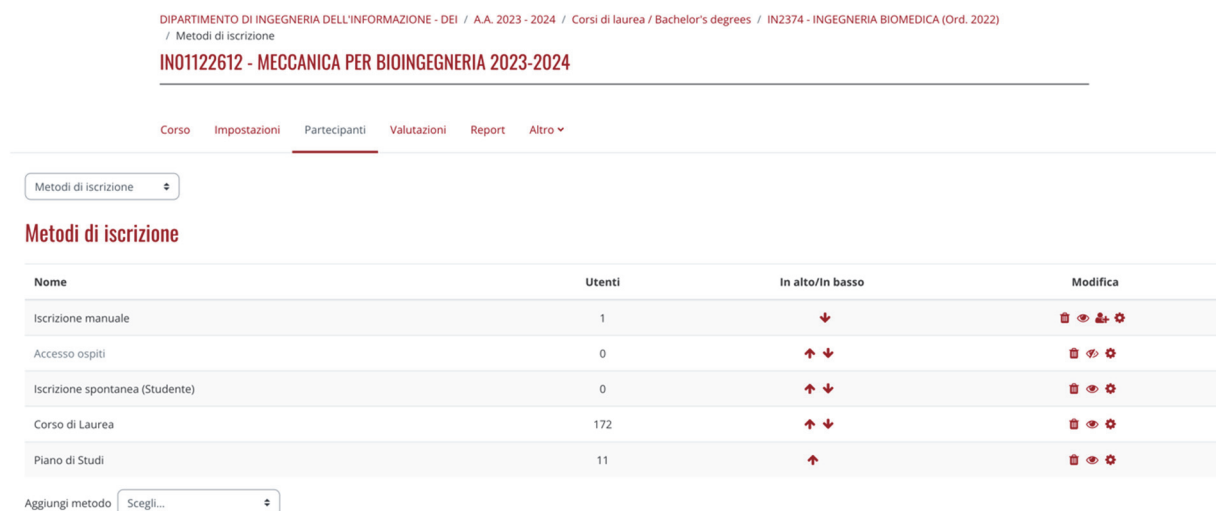 DIPARTIMENTO DI INGEGNERIA DELL'INFORMAZIONE - DEI / A.A. 2023 - 2024 / Corsi di laurea / Bachelor's degrees / IN2374 - INGEGNERIA BIOMEDICA (Ord. 2022)
/ Metodi di iscrizione
IN01122612 - MECCANICA PER BIOINGEGNERIA 2023-2024
Corso Impostazioni Partecipanti Valutazioni Report Altro
Metodi di iscrizione
Metodi di iscrizione
Nome Utenti In alto/In basso Modifica
Iscrizione manuale 1
Accesso ospiti 0
Iscrizione spontanea (Studente) 0
Corso di Laurea 172
Piano di Studi 11
Aggiungi metodo Scegli...